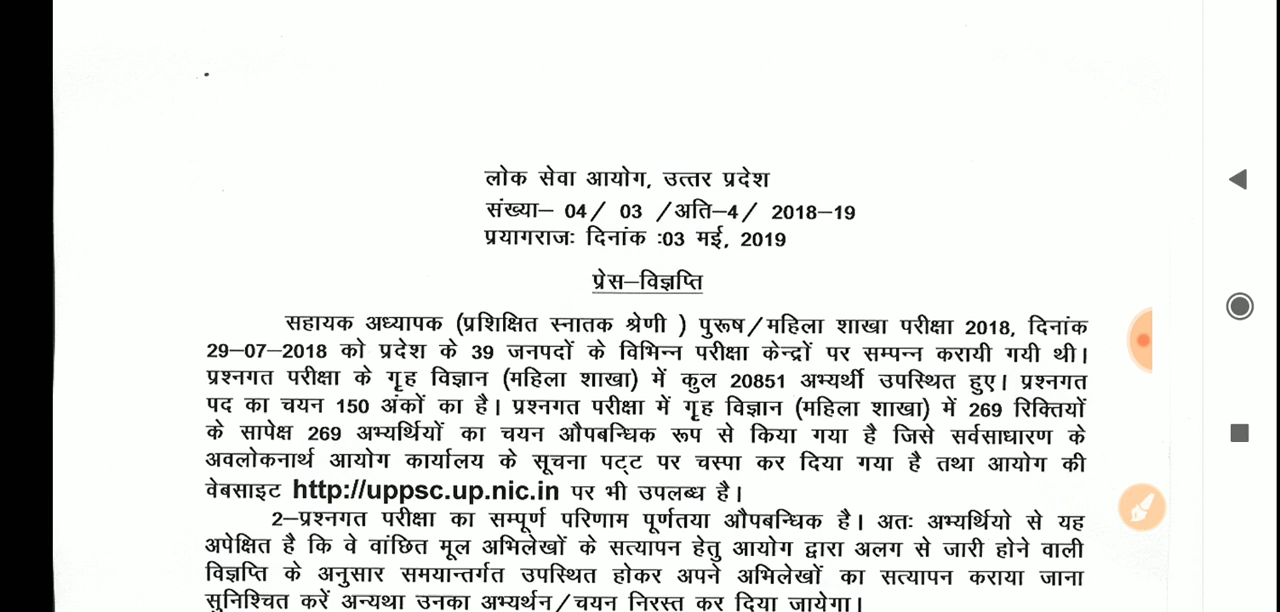 लोक सेवा आयोग, उत्तर प्रदेश
संख्या– 04/ 03 /अति–4/ 2018–19
प्रयागराजः दिनांक :03 मई, 2019
प्रेस–विज्ञप्ति
सहायक अध्यापक (प्रशिक्षित स्नातक श्रेणी ) पुरूष/महिला शाखा परीक्षा 2018, दिनांक
29–07–2018 को प्रदेश के 39 जनपदों के विभिन्न परीक्षा केन्द्रों पर सम्पन्न करायी गयी थी।
प्रश्नगत परीक्षा के गृह विज्ञान (महिला शाखा) में कुल 20851 अभ्यर्थी उपस्थित हुए। प्रश्नगत
पद का चयन 150 अंकों का है। प्रश्नगत परीक्षा में गृह विज्ञान (महिला शाखा) में 269 रिक्तियों
के सापेक्ष 269 अभ्यर्थियों का चयन औपबन्धिक रूप से किया गया है जिसे सर्वसाधारण के
अवलोकनार्थ आयोग कार्यालय के सूचना पट्ट पर चस्पा कर दिया गया है तथा आयोग की
वेबसाइट http://uppsc.up.nic.in पर भी उपलब्ध है।
2–प्रश्नगत परीक्षा का सम्पूर्ण परिणाम पूर्णतया औपबन्धिक है। अतः अभ्यर्थियो से यह
अपेक्षित है कि वे वांछित मूल अभिलेखों के सत्यापन हेतु आयोग द्वारा अलग से जारी होने वाली
विज्ञप्ति के अनुसार समयान्तर्गत उपस्थित होकर अपने अभिलेखों का सत्यापन कराया जाना
सुनिश्चित करें अन्यथा उनका अभ्यर्थन/चयन निरस्त कर दिया जायेगा।